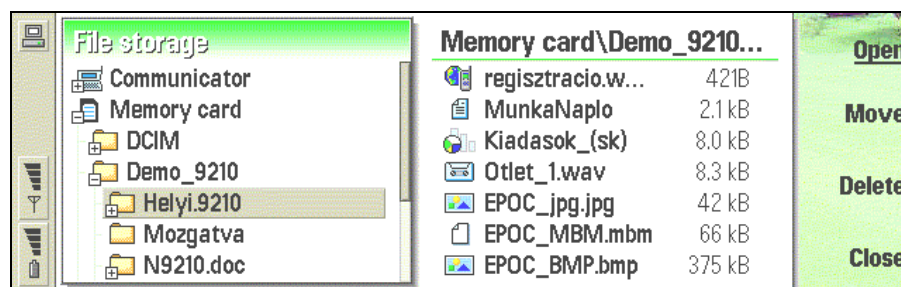 File storage
Communicator
Memory card
DCIM
Demo_9210
Helyi.9210
Mozgatva
N9210.doc
Memory card\Demo_9210...
regisztracio.w... 421B
MunkaNaplo 2.1 kB
Kiadasok_(sk) 8.0 kB
Otlet_1.wav 8.3 kB
EPOC_jpg.jpg 42 kB
EPOC_MBM.mbm 66 kB
EPOC_BMP.bmp 375 kB
Open
Move
Delete
Close